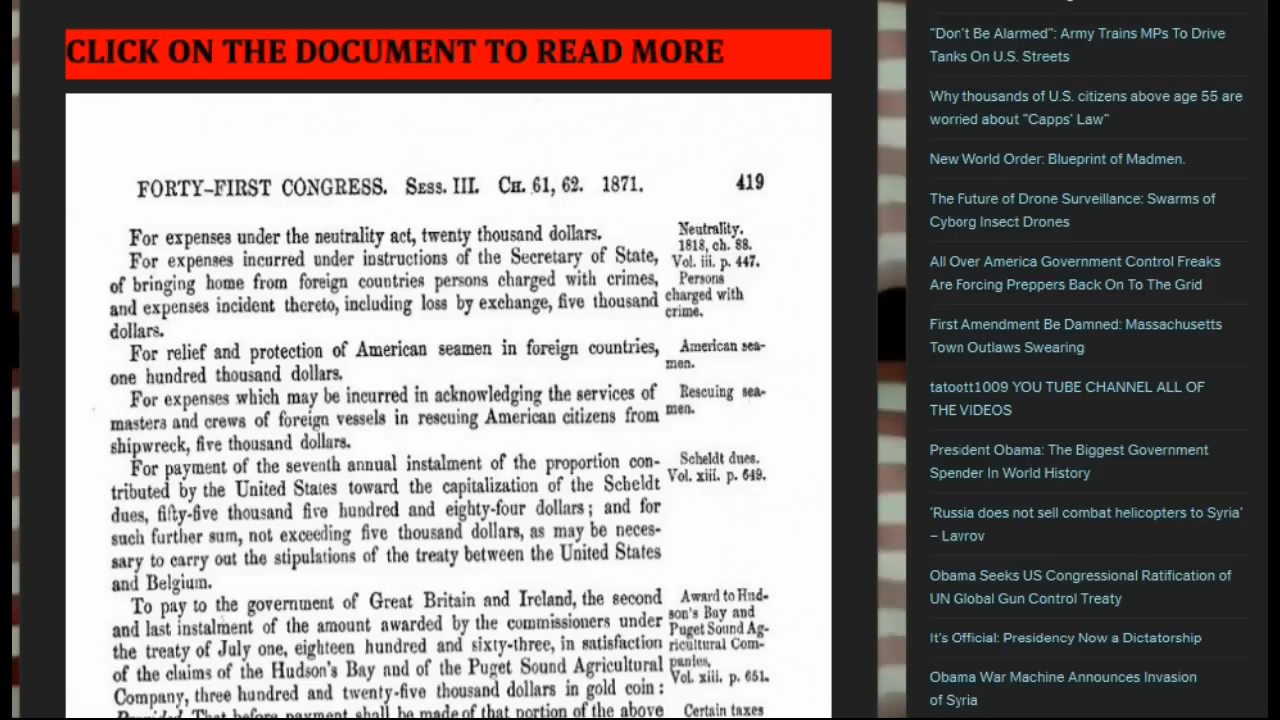 CLICK ON THE DOCUMENT TO READ MORE
FORTY-FIRST CONGRESS. SESS. III. CH. 61, 62. 1871. 419
For expenses under the neutrality act, twenty thousand dollars.
For expenses incurred under instructions of the Secretary of State,
of bringing home from foreign countries persons charged with crimes,
and expenses incident thereto, including loss by exchange, five thousand
dollars.
For relief and protection of American seamen in foreign countries,
one hundred thousand dollars.
For expenses which may be incurred in acknowledging the services of
masters and crews of foreign vessels in rescuing American citizens from
shipwreck, five thousand dollars.
For payment of the seventh annual instalment of the proportion con-
tributed by the United States toward the capitalization of the Scheldt
dues, fifty-five thousand five hundred and eighty-four dollars; and for
such further sum, not exceeding five thousand dollars, as may be neces-
sary to carry out the stipulations of the treaty between the United States
and Belgium.
To pay to the government of Great Britain and Ireland, the second
and last instalment of the amount awarded by the commissioners under
the treaty of July one, eighteen hundred and sixty-three, in satisfaction
of the claims of the Hudson's Bay and of the Puget Sound Agricultural
Company, three hundred and twenty-five thousand dollars in gold coin:
Provided, That before payment shall be made of that portion of the above
Neutrality.
1818, ch. 88.
Vol. iii. p. 447.
Persons
charged with
crime.
American sea-
men.
Rescuing sea-
men.
Scheldt dues.
Vol. xiii. p. 649.
Award to Hud-
son's Bay and
Puget Sound Ag-
ricultural Com-
panies.
Vol. xiii. p. 651.
Certain taxes
"Don't Be Alarmed": Army Trains MPs To Drive
Tanks On U.S. Streets
Why thousands of U.S. citizens above age 55 are
worried about "Capps' Law"
New World Order: Blueprint of Madmen.
The Future of Drone Surveillance: Swarms of
Cyborg Insect Drones
All Over America Government Control Freaks
Are Forcing Preppers Back On To The Grid
First Amendment Be Damned: Massachusetts
Town Outlaws Swearing
tatoott1009 YOU TUBE CHANNEL ALL OF
THE VIDEOS
President Obama: The Biggest Government
Spender In World History
'Russia does not sell combat helicopters to Syria'
– Lavrov
Obama Seeks US Congressional Ratification of
UN Global Gun Control Treaty
It's Official: Presidency Now a Dictatorship
Obama War Machine Announces Invasion
of Syria